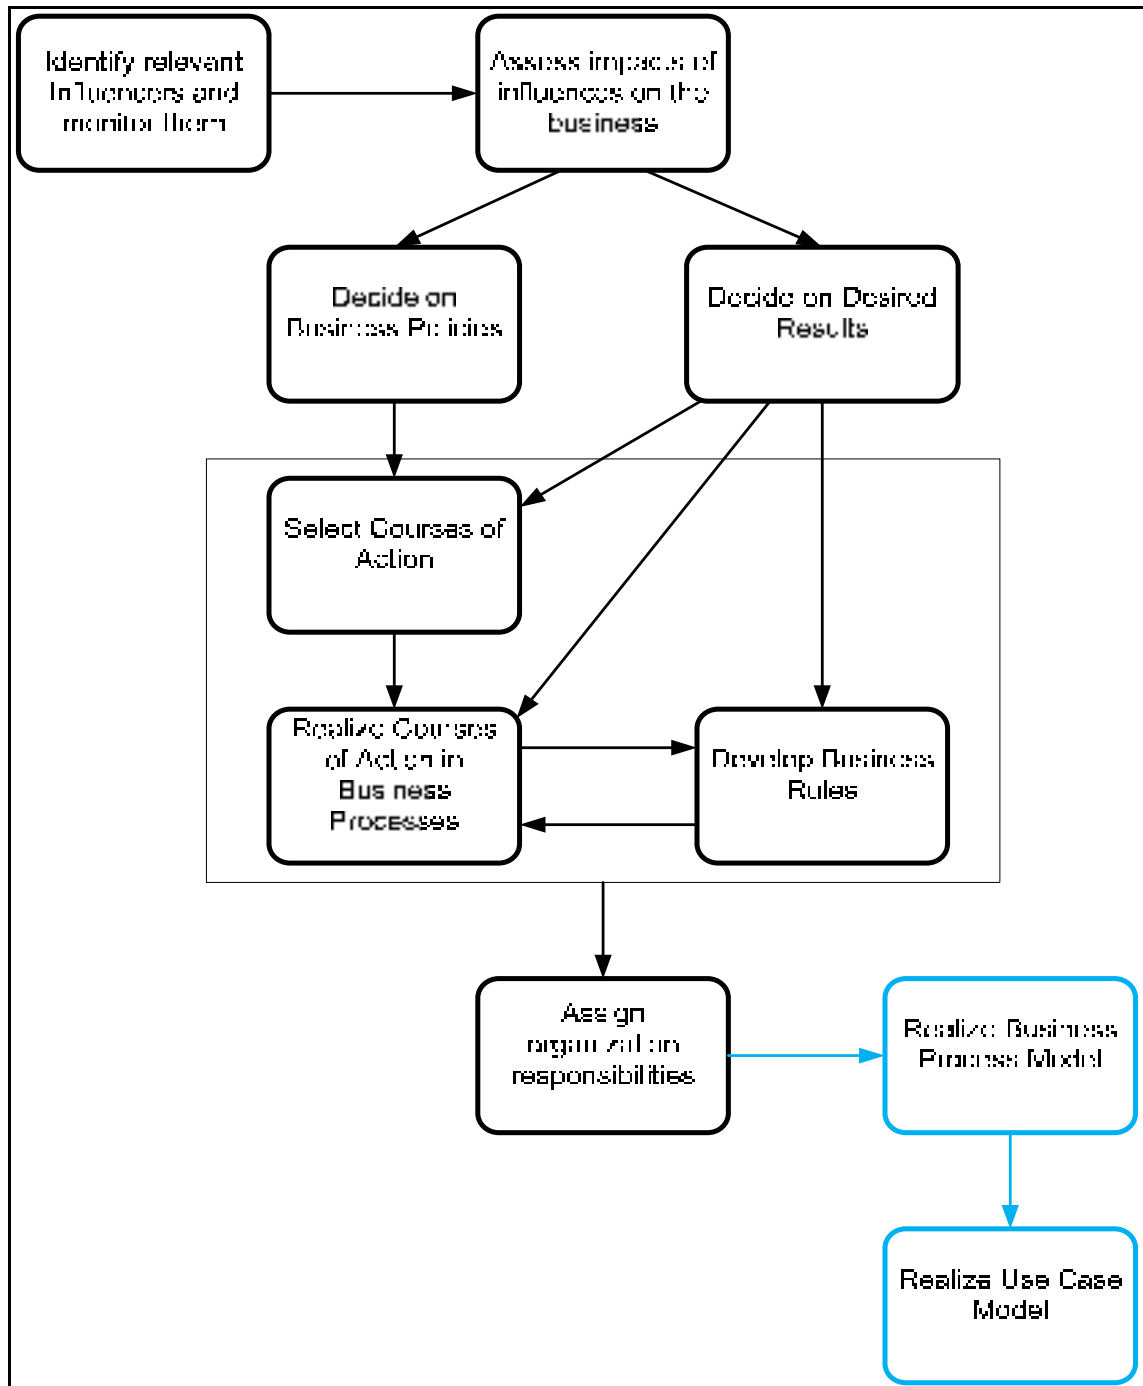 Identify relevant
Influencers and
monitor them
Assess impacts of
influences on the
business
Decide on
Business Policies
Decide on Desired
Results
Select Courses of
Action
Realize Courses
of Action in
Business
Processes
Develop Business
Rules
Assign
organization
responsibilities
Realize Business
Process Model
Realize Use Case
Model